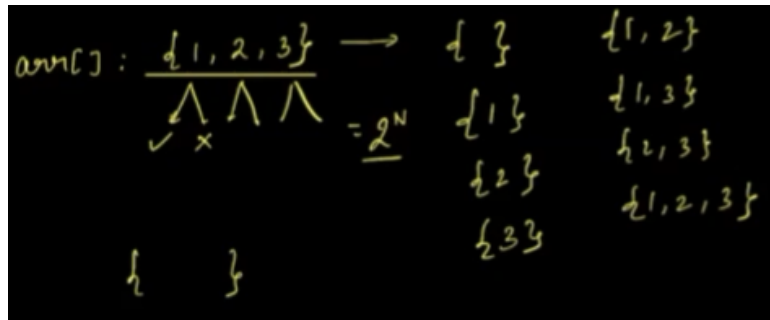 arr[] : {1, 2, 3} → { }
{1}
{2}
{3}
{1, 2}
{1, 3}
{2, 3}
{1, 2, 3}
✓ x
= 2^N
{ }